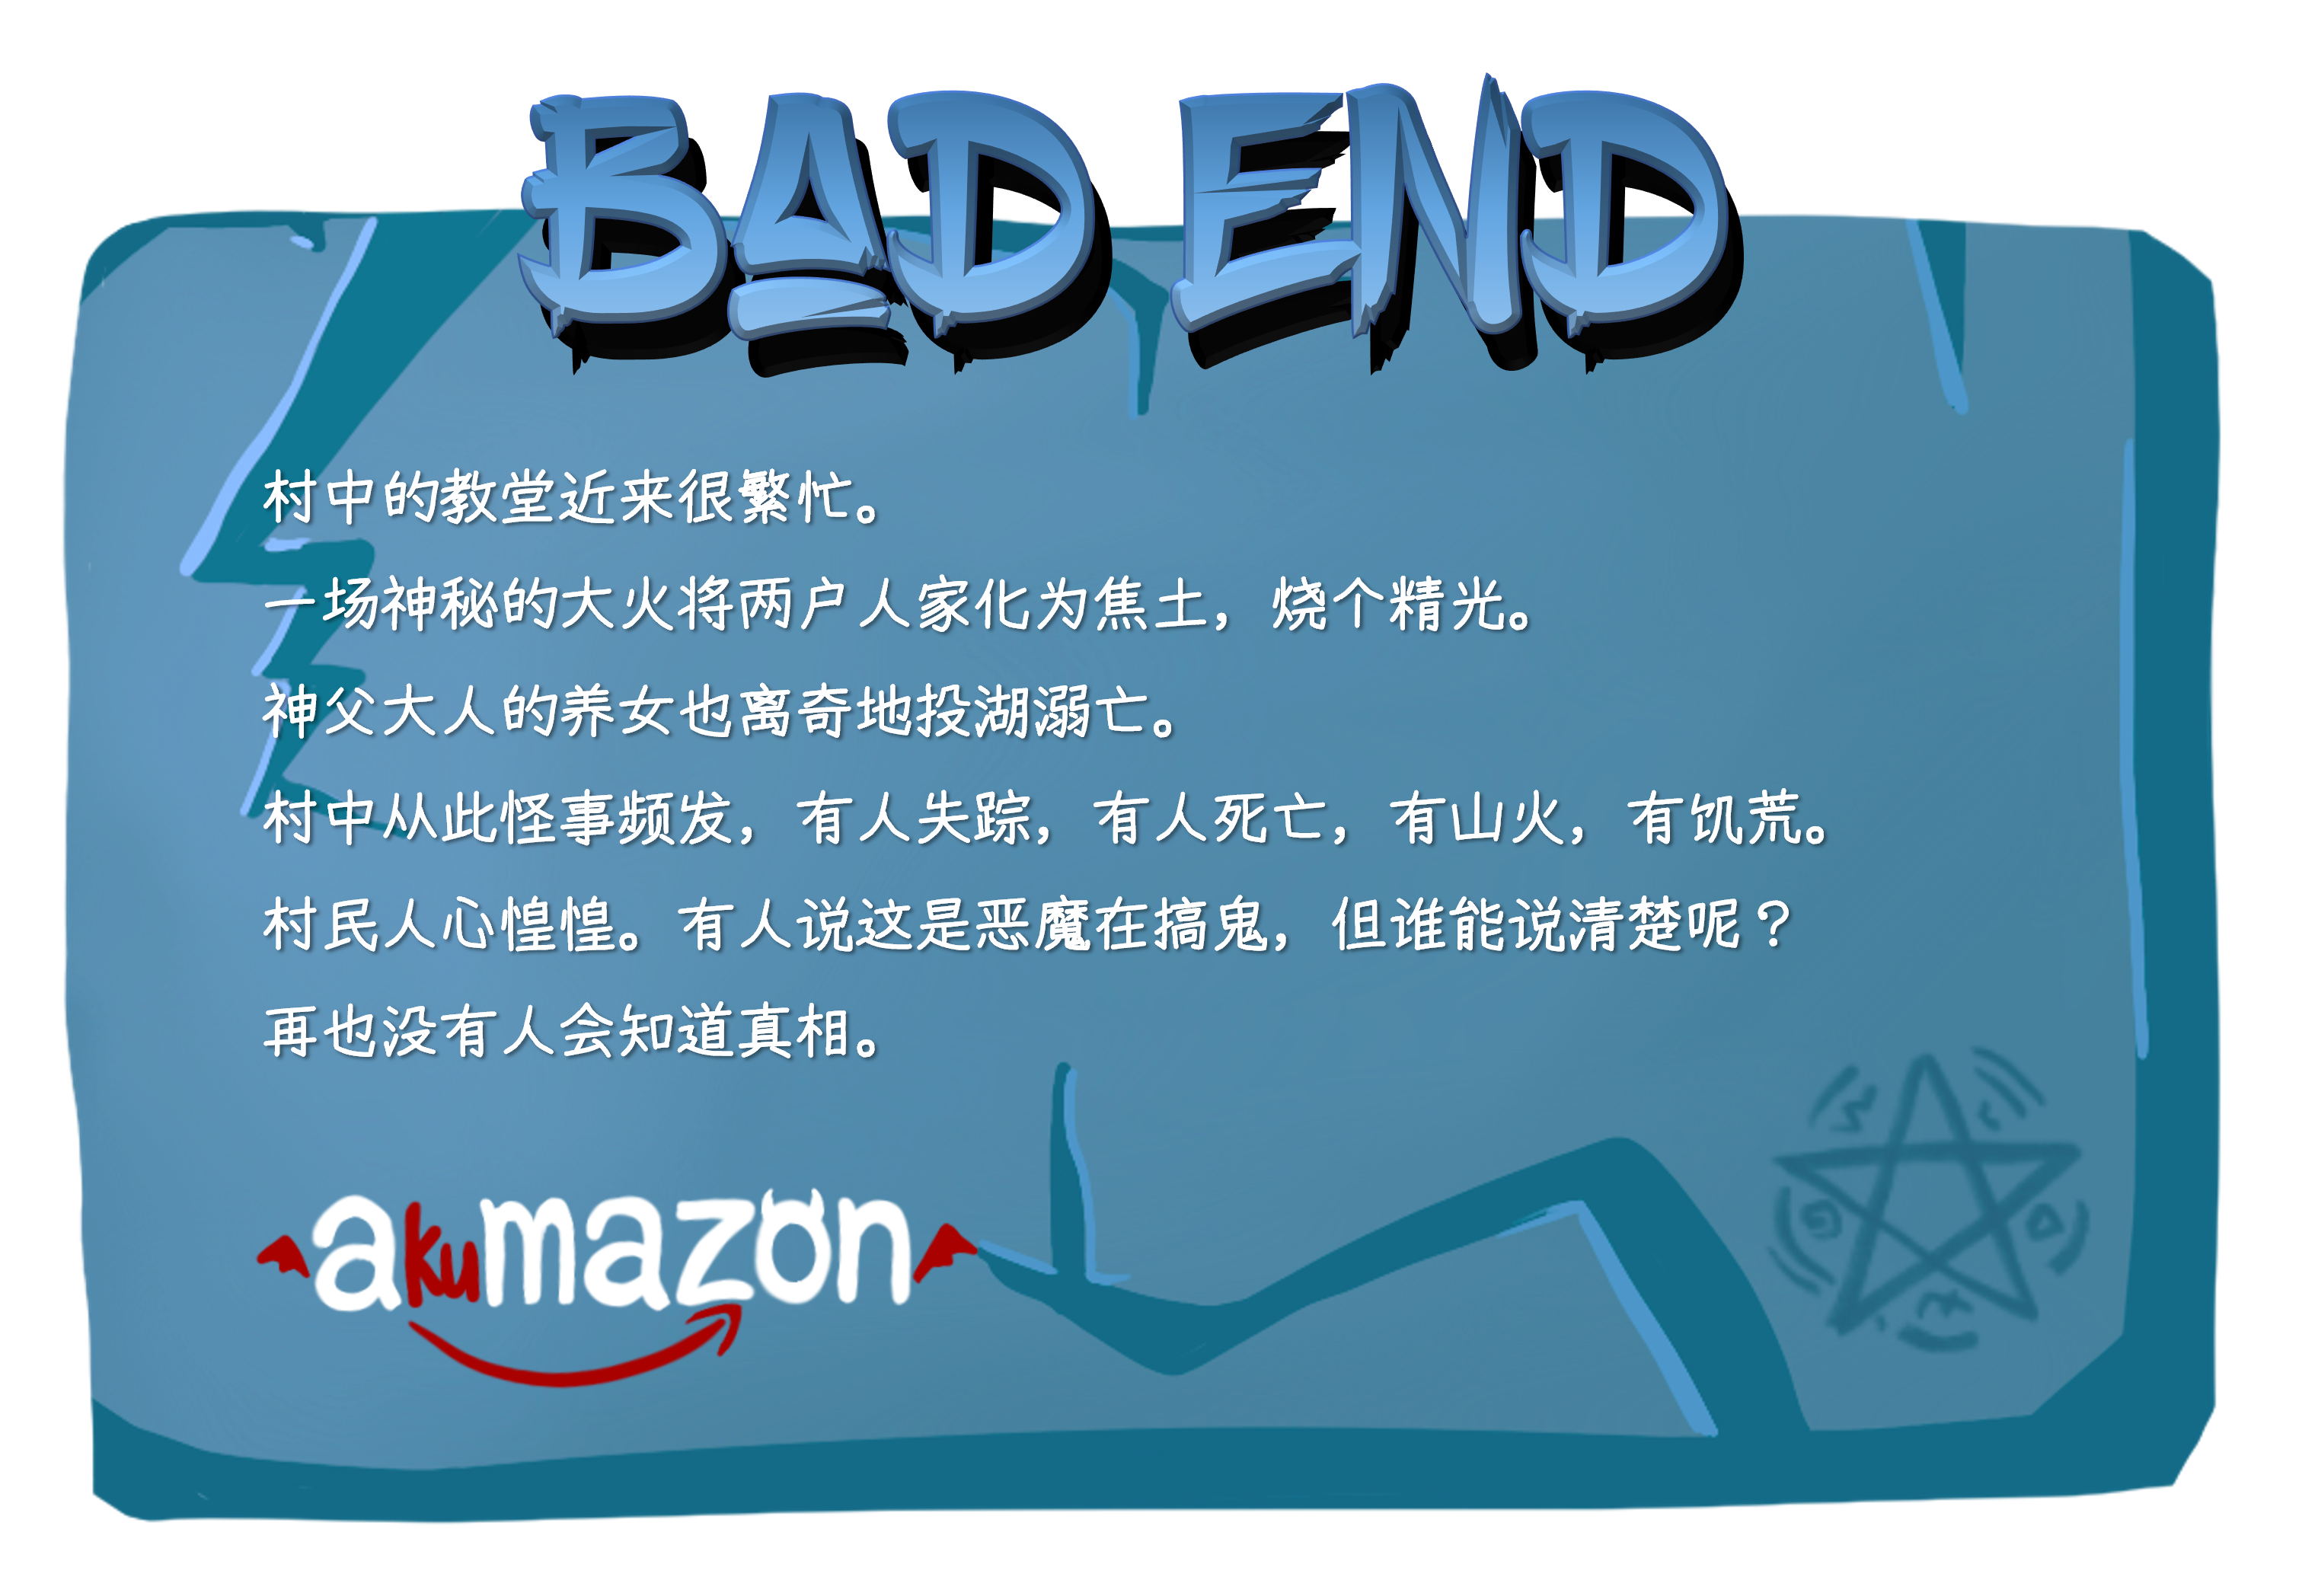 BAD END
村中的教堂近来很繁忙。
一场神秘的大火将两户人家化为焦土，烧个精光。
神父大人的养女也离奇地投湖溺亡。
村中从此怪事频发，有人失踪，有人死亡，有山火，有饥荒。
村民人心惶惶。有人说这是恶魔在搞鬼，但谁能说清楚呢？
再也没有人会知道真相。
akumazon